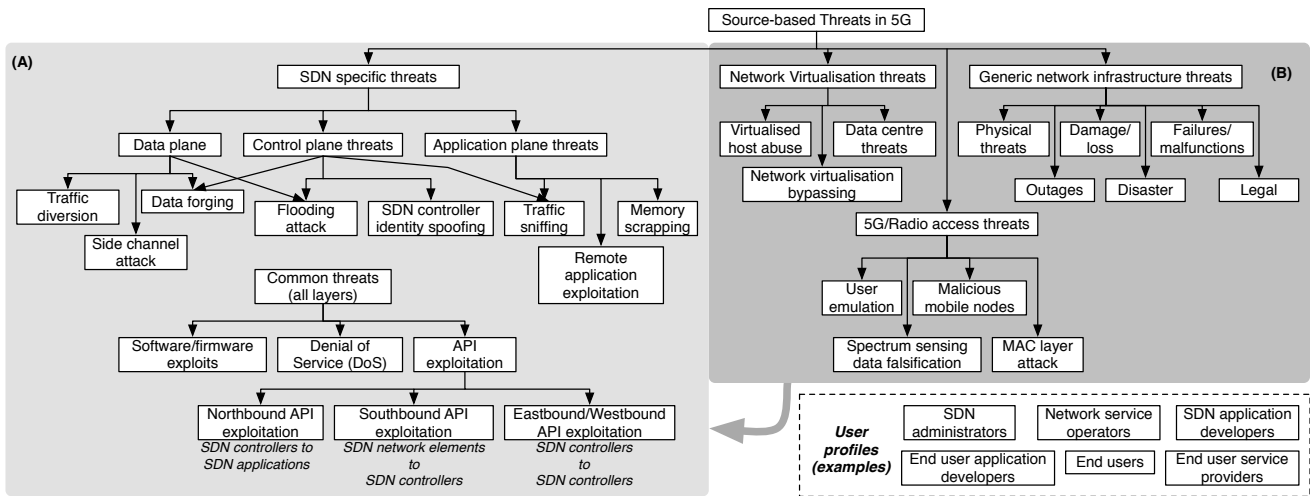 Source-based Threats in 5G
(A)
SDN specific threats
Network Virtualisation threats
Generic network infrastructure threats
(B)
Data plane
Control plane threats
Application plane threats
Virtualised
host abuse
Data centre
threats
Physical
threats
Damage/
loss
Failures/
malfunctions
Network virtualisation
bypassing
Outages
Disaster
Legal
Traffic
diversion
Data forging
Flooding
attack
SDN controller
identity spoofing
Traffic
sniffing
Memory
scrapping
Side channel
attack
Remote
application
exploitation
5G/Radio access threats
Common threats
(all layers)
User
emulation
Malicious
mobile nodes
Software/firmware
exploits
Denial of
Service (DoS)
API
exploitation
Spectrum sensing
data falsification
MAC layer
attack
Northbound API
exploitation
SDN controllers to
SDN applications
Southbound API
exploitation
SDN network elements
to
SDN controllers
Eastbound/Westbound
API exploitation
SDN controllers
to
SDN controllers
User
profiles
(examples)
SDN
administrators
Network service
operators
SDN application
developers
End user application
developers
End users
End user service
providers